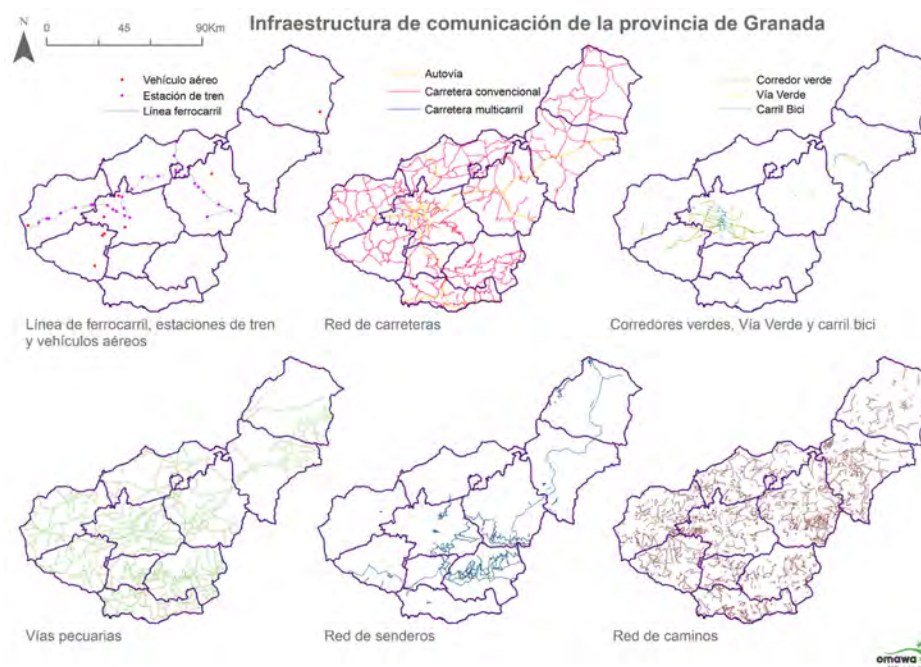 Infraestructura de comunicación de la provincia de Granada
N
0 45 90Km
Vehículo aéreo
Estación de tren
Línea ferrocarril
Autovía
Carretera convencional
Carretera multicarril
Corredor verde
Vía Verde
Carril Bici
Línea de ferrocarril, estaciones de tren
y vehículos aéreos
Red de carreteras
Corredores verdes, Vía Verde y carril bici
Vías pecuarias
Red de senderos
Red de caminos
omawa